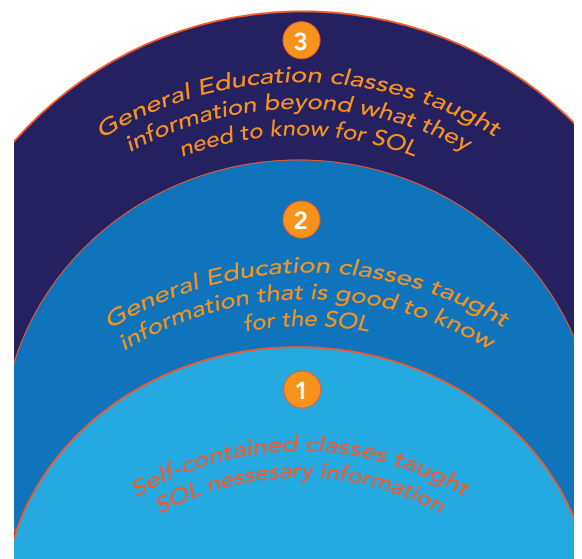 3
General Education classes taught
information beyond what they
need to know for SOL
2
General Education classes taught
information that is good to know
for the SOL
1
Self-contained classes taught
SOL nessesary information